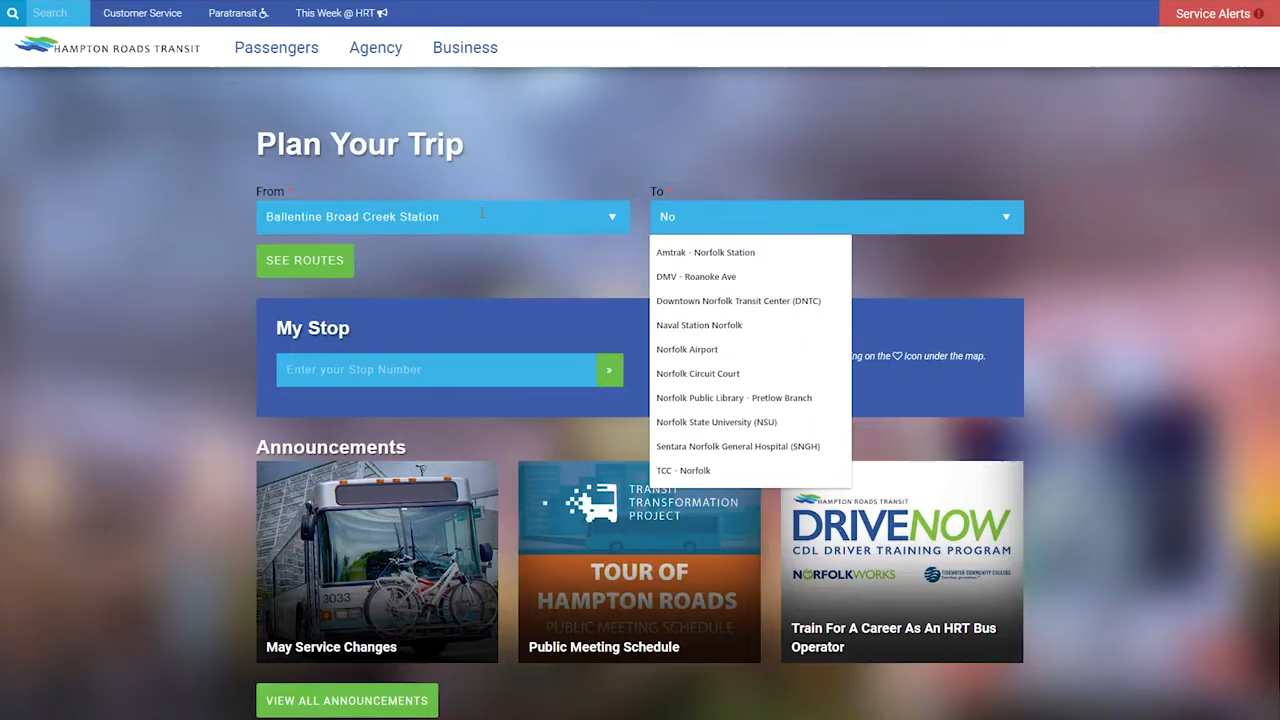 Search
Customer Service
Paratransit
This Week @ HRT
Service Alerts
HAMPTON ROADS TRANSIT
Passengers
Agency
Business
Plan Your Trip
From *
To *
Ballentine Broad Creek Station
No
SEE ROUTES
Amtrak - Norfolk Station
DMV - Roanoke Ave
Downtown Norfolk Transit Center (DNTC)
Naval Station Norfolk
Norfolk Airport
Norfolk Circuit Court
Norfolk Public Library - Pretlow Branch
Norfolk State University (NSU)
Sentara Norfolk General Hospital (SNGH)
TCC - Norfolk
My Stop
Enter your Stop Number
»
ng on the icon under the map.
Announcements
3033
May Service Changes
TRANSIT
TRANSFORMATION
PROJECT
TOUR OF
HAMPTON ROADS
PUBLIC MEETING SCHEDULE
Public Meeting Schedule
HAMPTON ROADS TRANSIT
DRIVENOW
CDL DRIVER TRAINING PROGRAM
NORFOLKWORKS
TIDEWATER COMMUNITY COLLEGE
Train For A Career As An HRT Bus
Operator
VIEW ALL ANNOUNCEMENTS